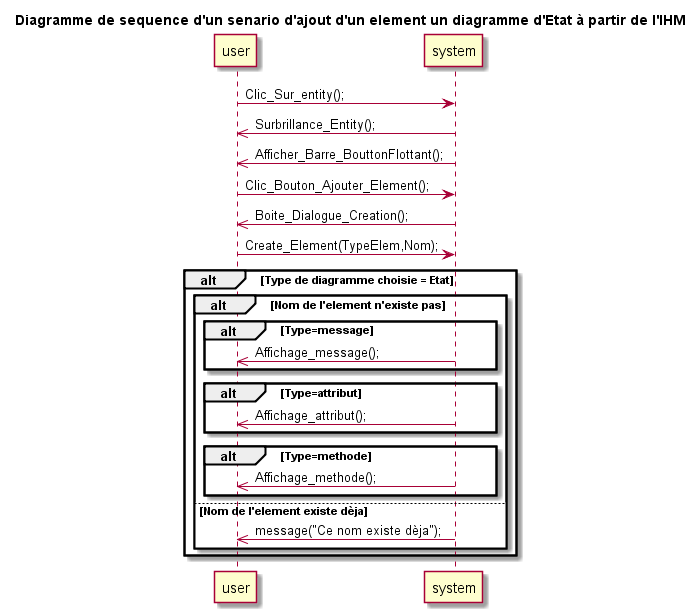 Diagramme de sequence d'un senario d'ajout d'un element un diagramme d'Etat à partir de l'IHM
user system
Clic_Sur_entity();
Surbrillance_Entity();
Afficher_Barre_BouttonFlottant();
Clic_Bouton_Ajouter_Element();
Boite_Dialogue_Creation();
Create_Element(TypeElem,Nom);
alt [Type de diagramme choisie = Etat]
alt [Nom de l'element n'existe pas]
alt [Type=message]
Affichage_message();
alt [Type=attribut]
Affichage_attribut();
alt [Type=methode]
Affichage_methode();
[Nom de l'element existe dèja]
message("Ce nom existe dèja");
user system